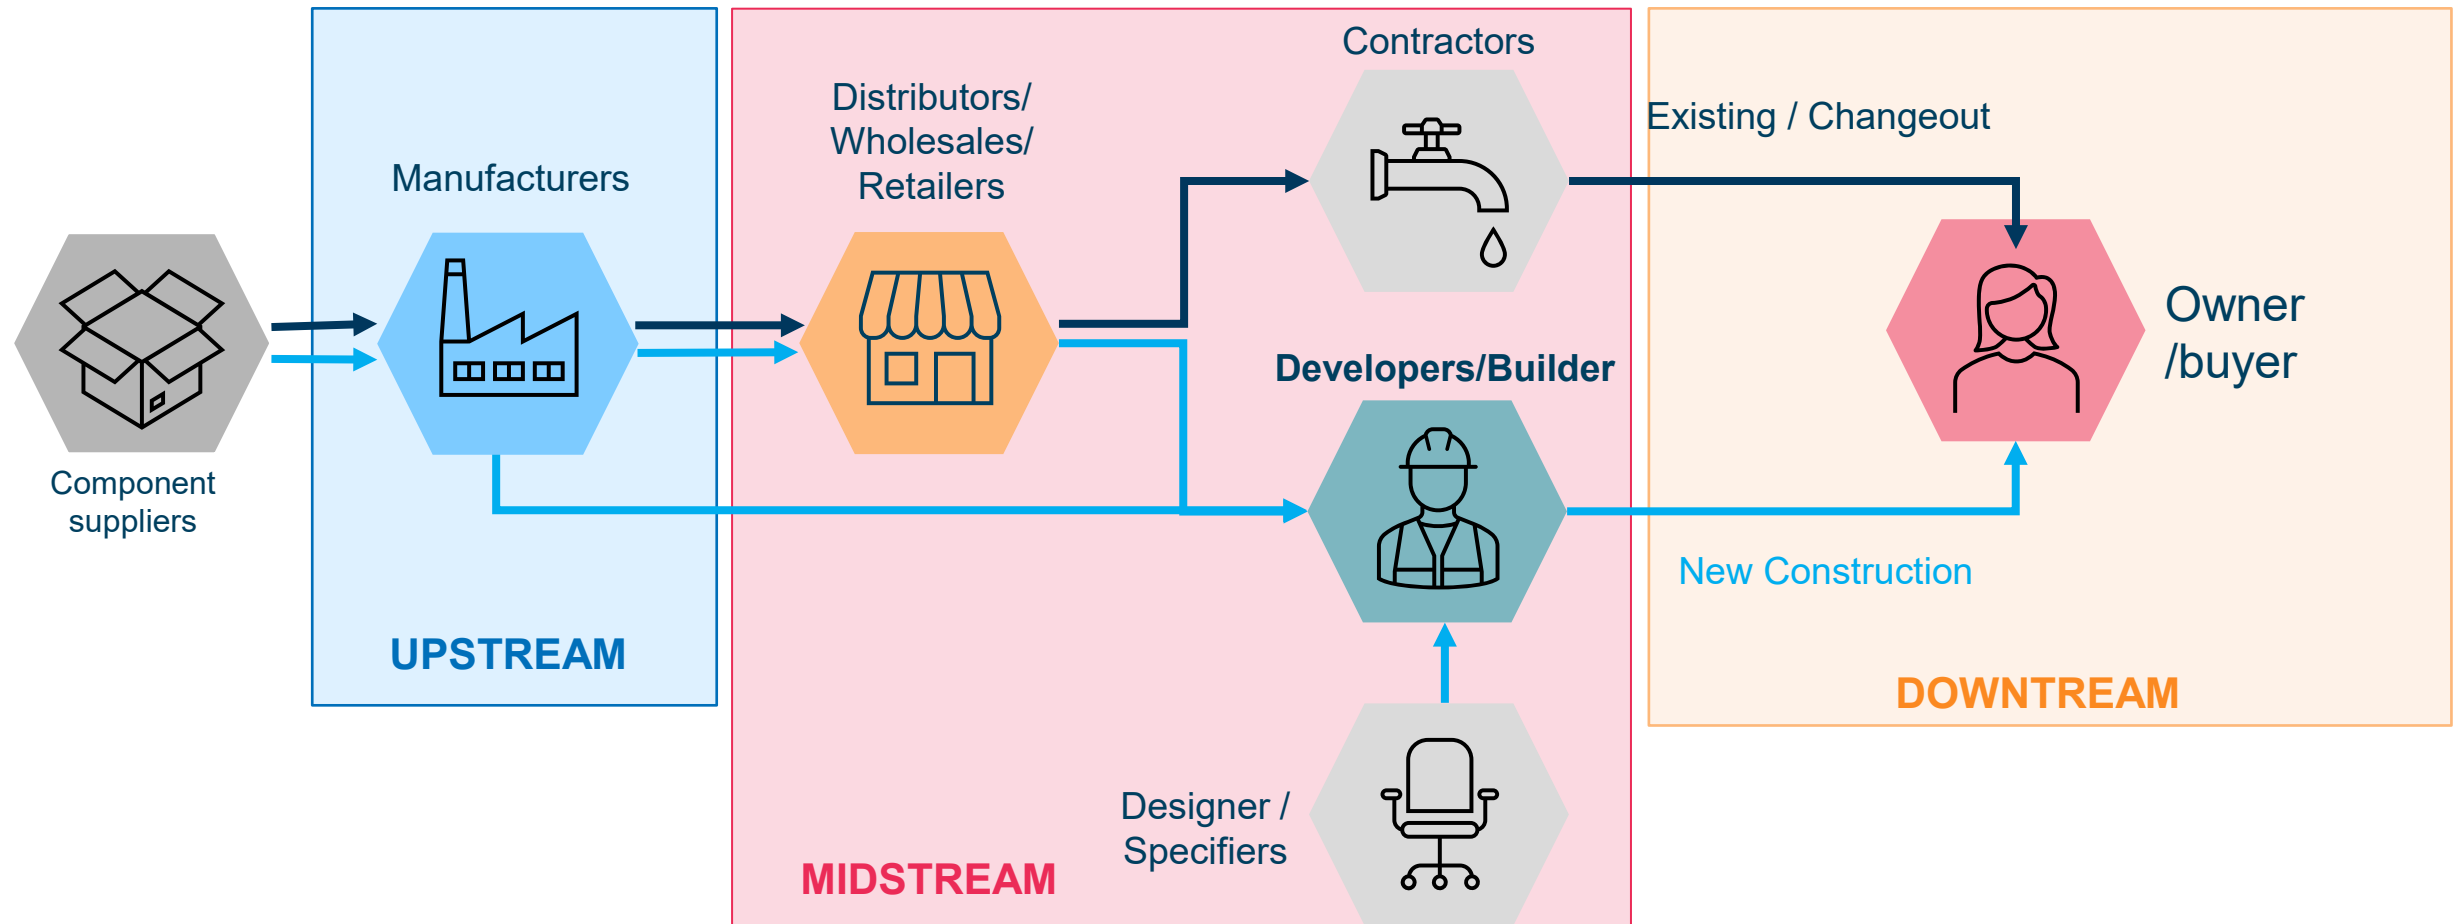 Component
suppliers
Manufacturers
UPSTREAM
Distributors/
Wholesales/
Retailers
Contractors
Developers/Builder
Designer /
Specifiers
MIDSTREAM
Existing / Changeout
Owner
/buyer
New Construction
DOWNTREAM